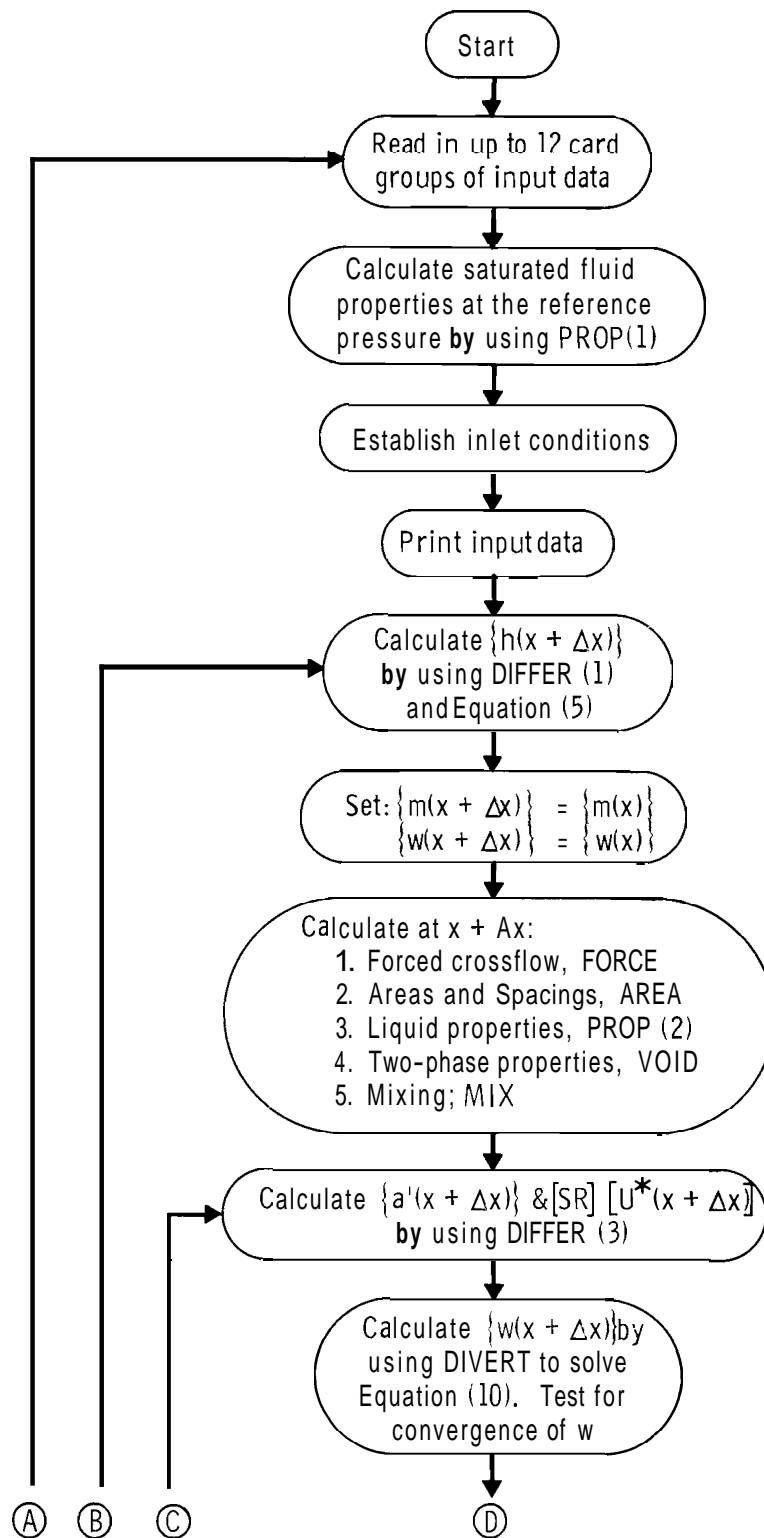 Start
Read in up to 12 card
groups of input data
Calculate saturated fluid
properties at the reference
pressure by using PROP(1)
Establish inlet conditions
Print input data
Calculate {h(x + Δx)}
by using DIFFER (1)
and Equation (5)
Set: {m(x + Δx)} = {m(x)}
{w(x + Δx)} = {w(x)}
Calculate at x + Ax:
1. Forced crossflow, FORCE
2. Areas and Spacings, AREA
3. Liquid properties, PROP (2)
4. Two-phase properties, VOID
5. Mixing; MIX
Calculate {a'(x + Δx)} & [SR] [U*(x + Δx)]
by using DIFFER (3)
Calculate {w(x + Δx)} by
using DIVERT to solve
Equation (10). Test for
convergence of w
A B C D